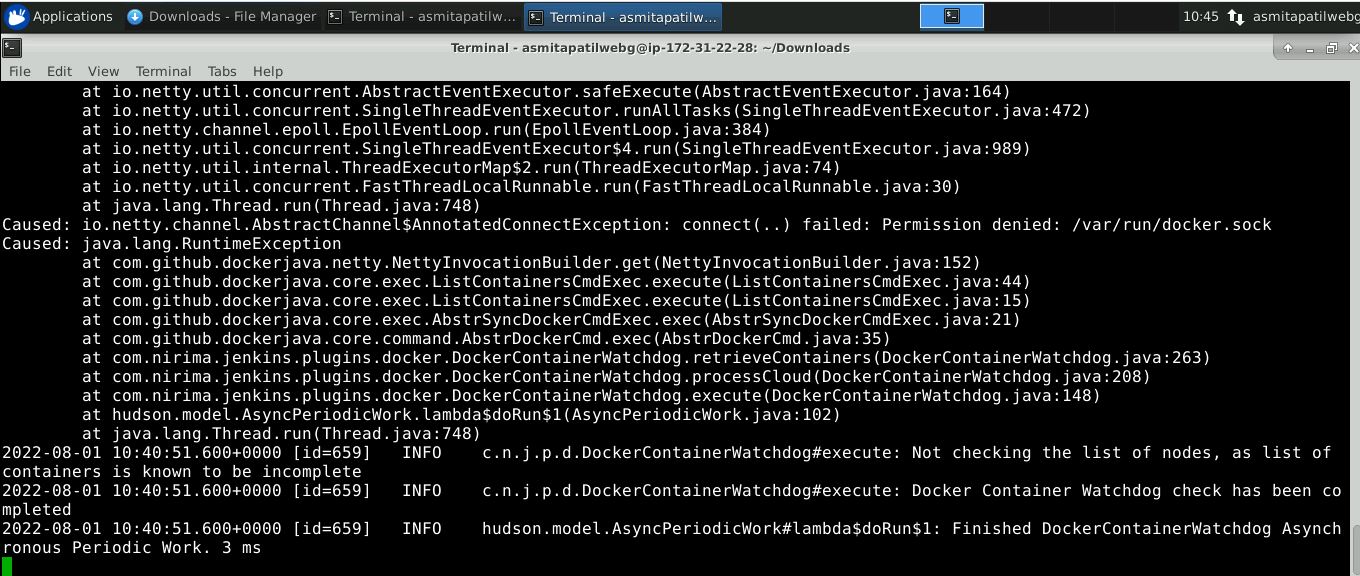 Applications Downloads - File Manager Terminal - asmitapatilw... Terminal - asmitapatilw... 10:45 asmitapatilwebg
Terminal - asmitapatilwebg@ip-172-31-22-28: ~/Downloads
File Edit View Terminal Tabs Help
at io.netty.util.concurrent.AbstractEventExecutor.safeExecute(AbstractEventExecutor.java:164)
at io.netty.util.concurrent.SingleThreadEventExecutor.runAllTasks(SingleThreadEventExecutor.java:472)
at io.netty.channel.epoll.EpollEventLoop.run(EpollEventLoop.java:384)
at io.netty.util.concurrent.SingleThreadEventExecutor$4.run(SingleThreadEventExecutor.java:989)
at io.netty.util.internal.ThreadExecutorMap$2.run(ThreadExecutorMap.java:74)
at io.netty.util.concurrent.FastThreadLocalRunnable.run(FastThreadLocalRunnable.java:30)
at java.lang.Thread.run(Thread.java:748)
Caused: io.netty.channel.AbstractChannel$AnnotatedConnectException: connect(..) failed: Permission denied: /var/run/docker.sock
Caused: java.lang.RuntimeException
at com.github.dockerjava.netty.NettyInvocationBuilder.get(NettyInvocationBuilder.java:152)
at com.github.dockerjava.core.exec.ListContainersCmdExec.execute(ListContainersCmdExec.java:44)
at com.github.dockerjava.core.exec.ListContainersCmdExec.execute(ListContainersCmdExec.java:15)
at com.github.dockerjava.core.exec.AbstrSyncDockerCmdExec.exec(AbstrSyncDockerCmdExec.java:21)
at com.github.dockerjava.core.command.AbstrDockerCmd.exec(AbstrDockerCmd.java:35)
at com.nirima.jenkins.plugins.docker.DockerContainerWatchdog.retrieveContainers(DockerContainerWatchdog.java:263)
at com.nirima.jenkins.plugins.docker.DockerContainerWatchdog.processCloud(DockerContainerWatchdog.java:208)
at com.nirima.jenkins.plugins.docker.DockerContainerWatchdog.execute(DockerContainerWatchdog.java:148)
at hudson.model.AsyncPeriodicWork.lambda$doRun$1(AsyncPeriodicWork.java:102)
at java.lang.Thread.run(Thread.java:748)
2022-08-01 10:40:51.600+0000 [id=659] INFO c.n.j.p.d.DockerContainerWatchdog#execute: Not checking the list of nodes, as list of
containers is known to be incomplete
2022-08-01 10:40:51.600+0000 [id=659] INFO c.n.j.p.d.DockerContainerWatchdog#execute: Docker Container Watchdog check has been co
mpleted
2022-08-01 10:40:51.600+0000 [id=659] INFO hudson.model.AsyncPeriodicWork#lambda$doRun$1: Finished DockerContainerWatchdog Asynch
ronous Periodic Work. 3 ms